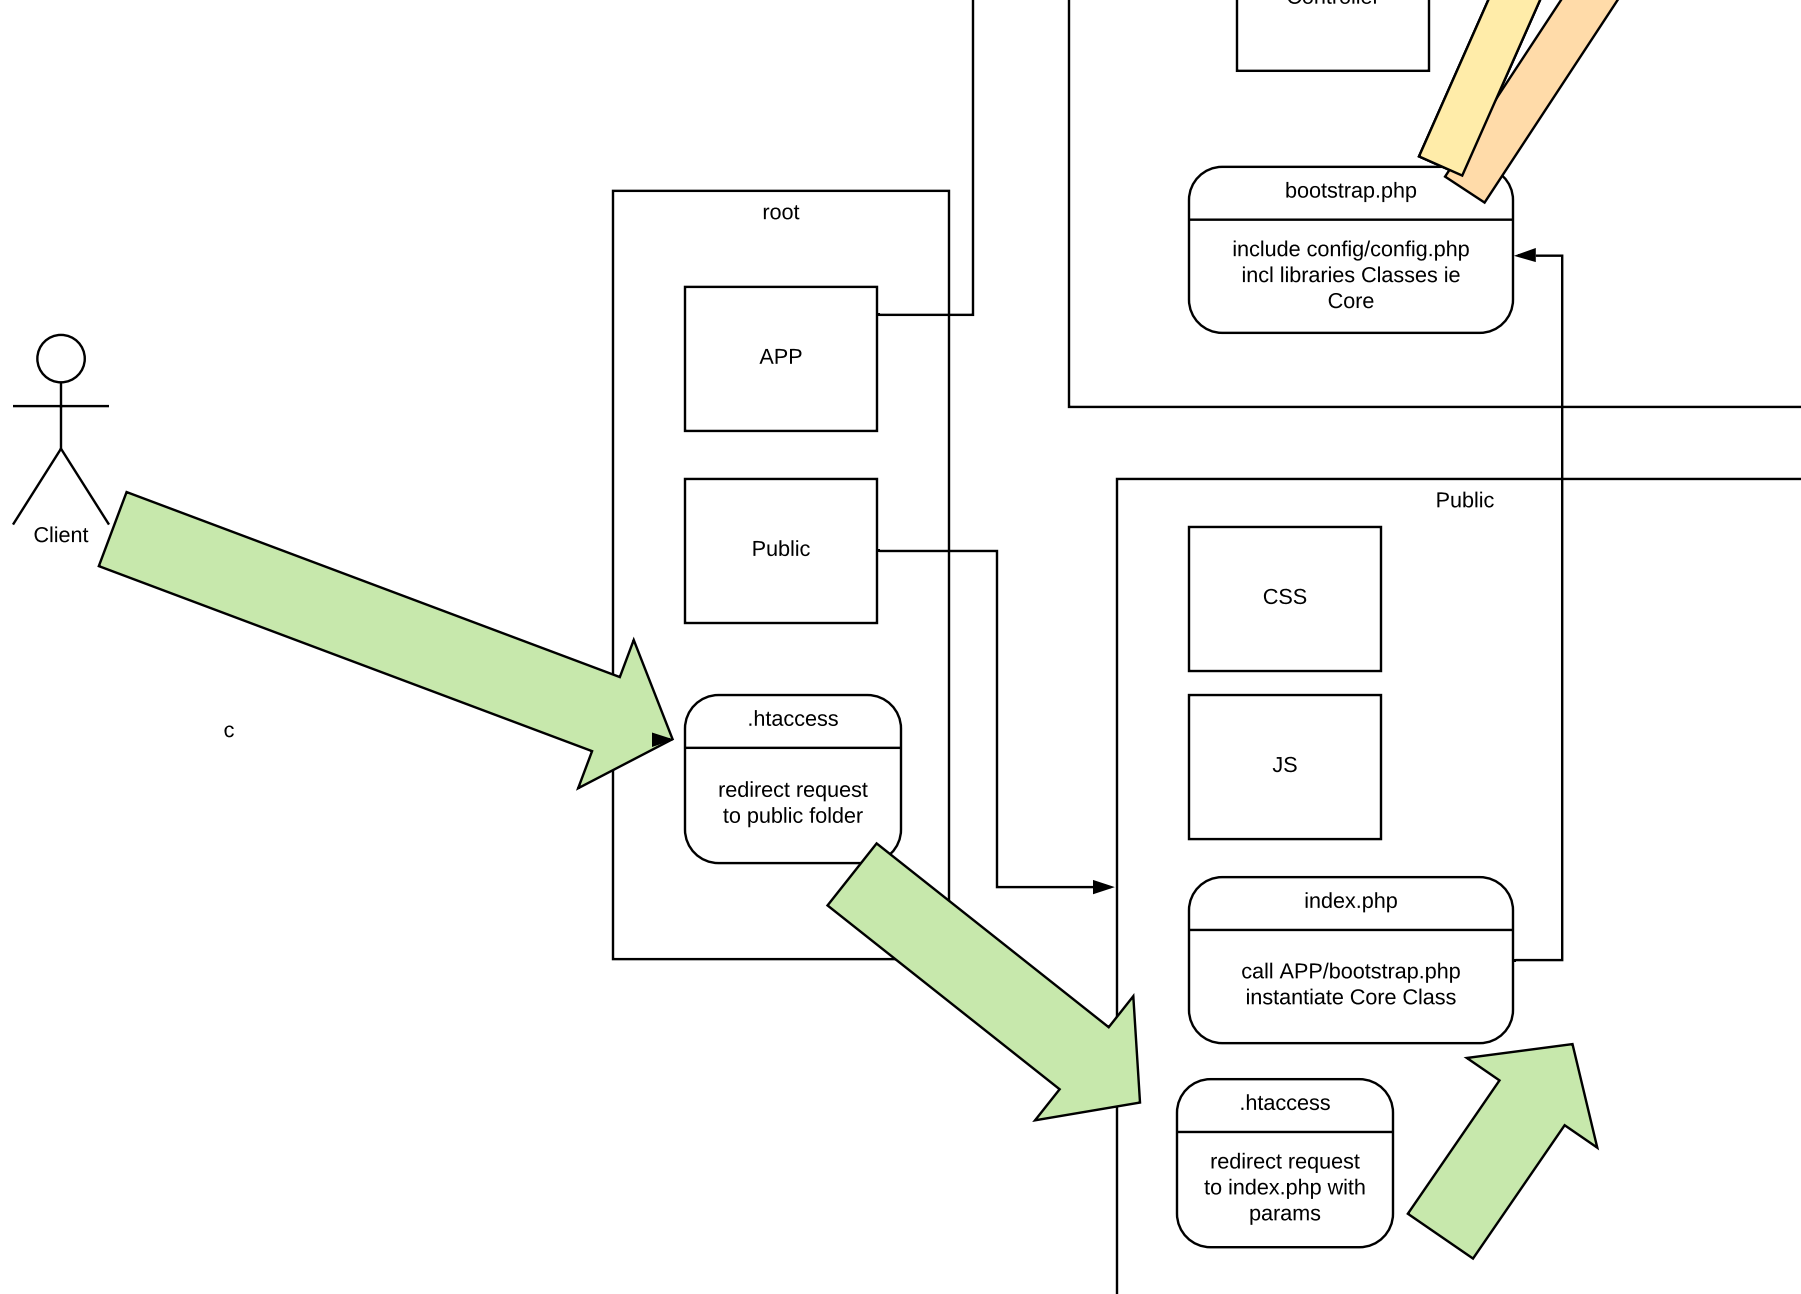 Controller
bootstrap.php
include config/config.php
incl libraries Classes ie
Core
root
APP
Public
.htaccess
redirect request
to public folder
Client
c
Public
CSS
JS
index.php
call APP/bootstrap.php
instantiate Core Class
.htaccess
redirect request
to index.php with
params